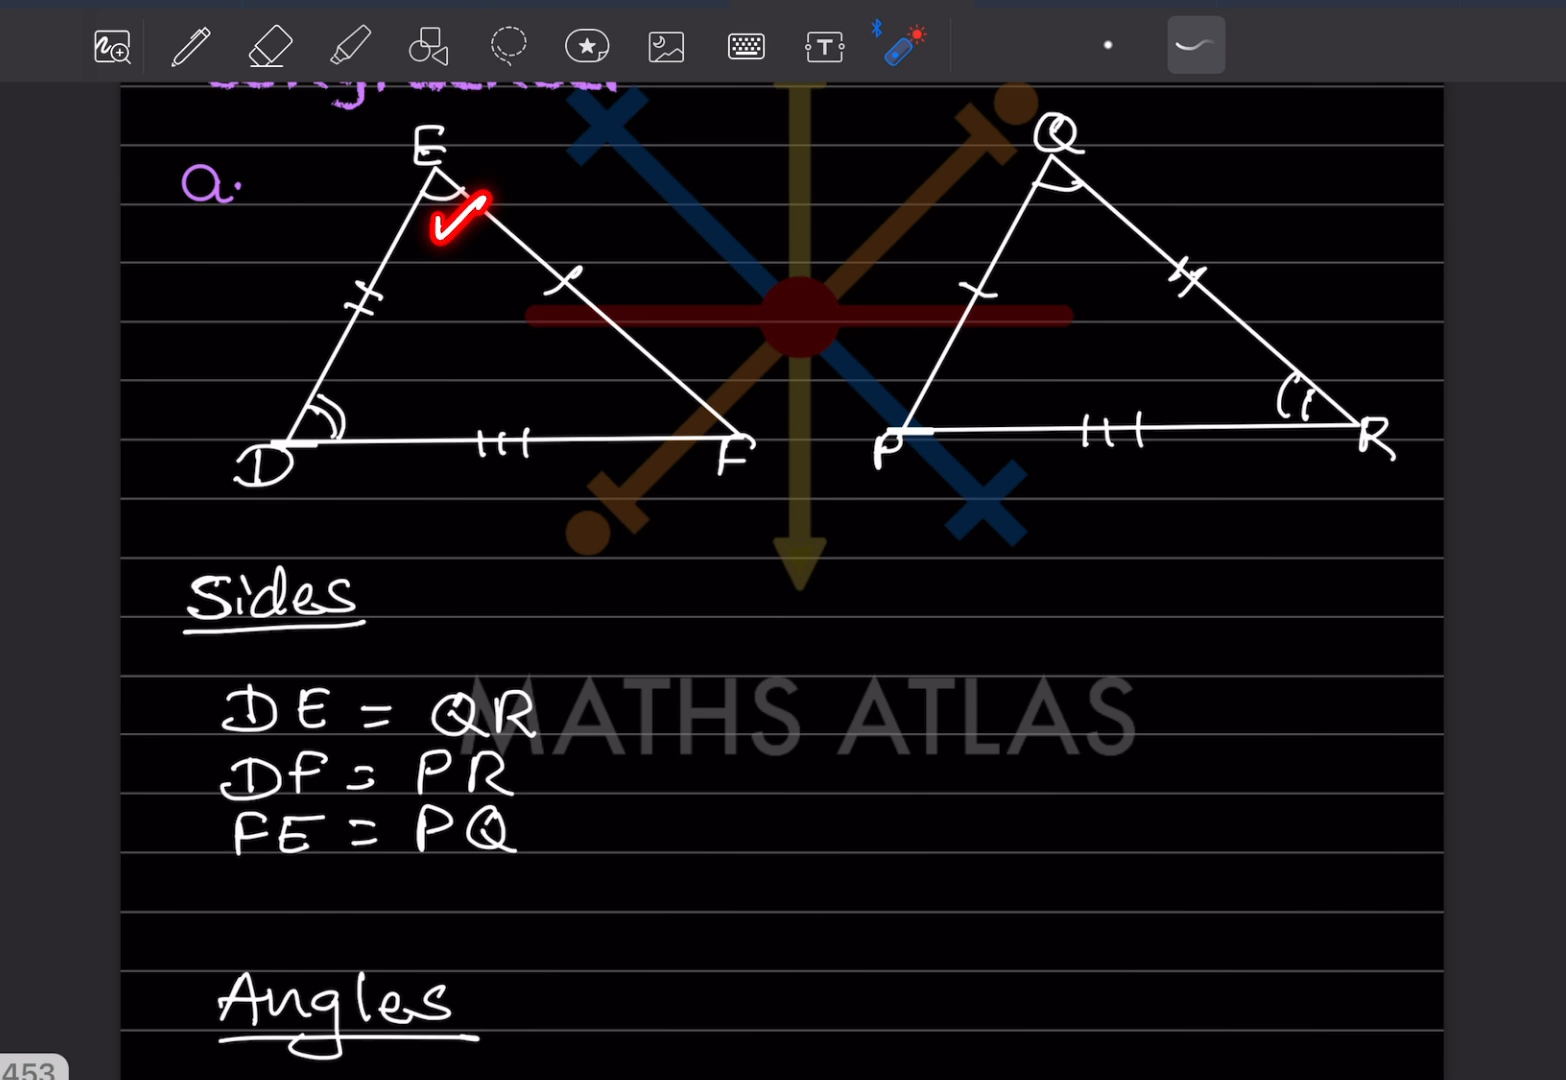 E
Q
a.
D
F
P
R
Sides
DE = QR
DF = PR
FE = PQ
MATHS ATLAS
Angles
453